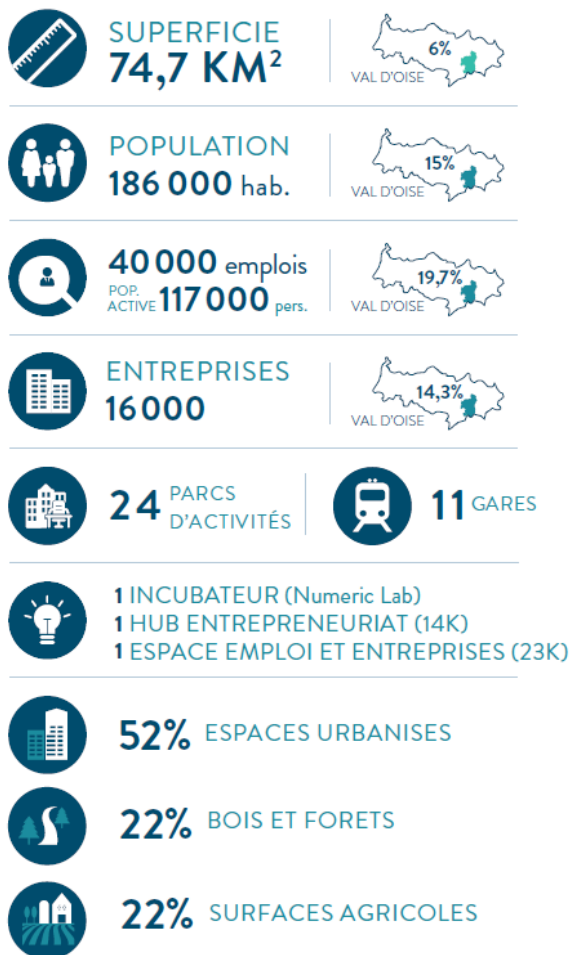 SUPERFICIE
74,7 KM²
6%
VAL D'OISE
POPULATION
186 000 hab.
15%
VAL D'OISE
40 000 emplois
POP. ACTIVE 117 000 pers.
19,7%
VAL D'OISE
ENTREPRISES
16 000
14,3%
VAL D'OISE
24 PARCS D'ACTIVITÉS
11 GARES
1 INCUBATEUR (Numeric Lab)
1 HUB ENTREPRENEURIAT (14K)
1 ESPACE EMPLOI ET ENTREPRISES (23K)
52% ESPACES URBANISES
22% BOIS ET FORETS
22% SURFACES AGRICOLES